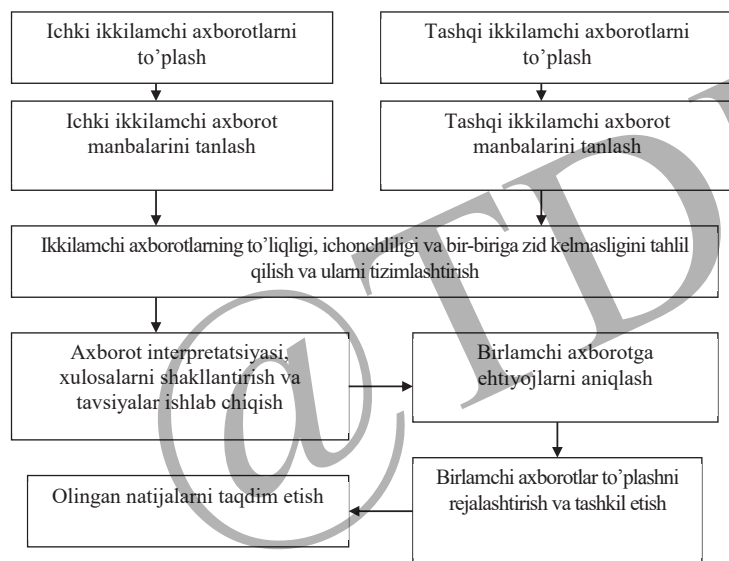 Ichki ikkilamchi axborotlarni
to’plash
Tashqi ikkilamchi axborotlarni
to’plash
Ichki ikkilamchi axborot
manbalarini tanlash
Tashqi ikkilamchi axborot
manbalarini tanlash
Ikkilamchi axborotlarning to’liqligi, ichonchliligi va bir-biriga zid kelmasligini tahlil
qilish va ularni tizimlashtirish
Axborot interpretatsiyasi,
xulosalarni shakllantirish va
tavsiyalar ishlab chiqish
Birlamchi axborotga
ehtiyojlarni aniqlash
Olingan natijalarni taqdim etish
Birlamchi axborotlar to’plashni
rejalashtirish va tashkil etish